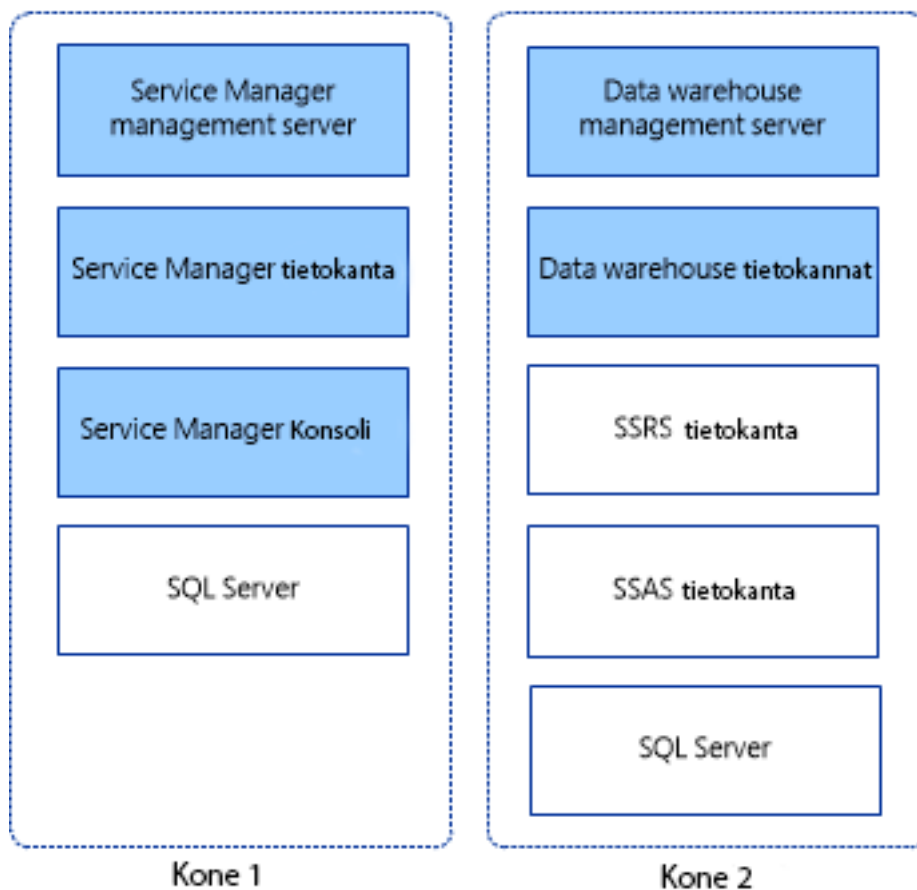 Service Manager
management server
Service Manager tietokanta
Service Manager Konsoli
SQL Server
Kone 1
Data warehouse
management server
Data warehouse tietokannat
SSRS tietokanta
SSAS tietokanta
SQL Server
Kone 2